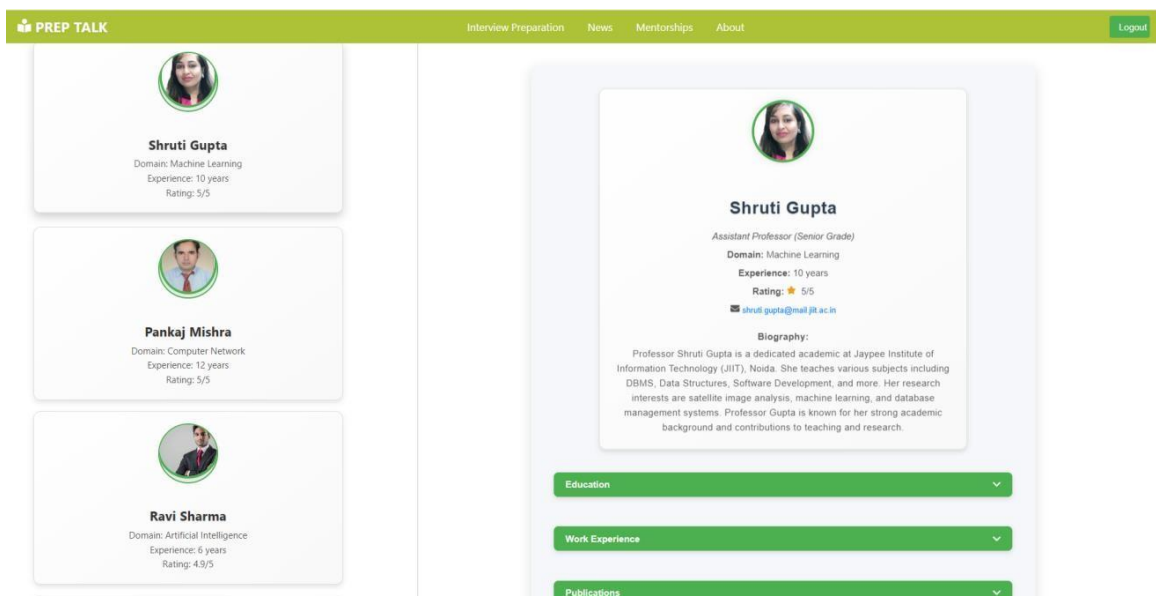 PREP TALK
Interview Preparation News Mentorships About
Logout
Shruti Gupta
Domain: Machine Learning
Experience: 10 years
Rating: 5/5
Pankaj Mishra
Domain: Computer Network
Experience: 12 years
Rating: 5/5
Ravi Sharma
Domain: Artificial Intelligence
Experience: 6 years
Rating: 4.9/5
Shruti Gupta
Assistant Professor (Senior Grade)
Domain: Machine Learning
Experience: 10 years
Rating: 5/5
shruti.gupta@mail.jiit.ac.in
Biography:
Professor Shruti Gupta is a dedicated academic at Jaypee Institute of
Information Technology (JIIT), Noida. She teaches various subjects including
DBMS, Data Structures, Software Development, and more. Her research
interests are satellite image analysis, machine learning, and database
management systems. Professor Gupta is known for her strong academic
background and contributions to teaching and research.
Education
Work Experience
Publications